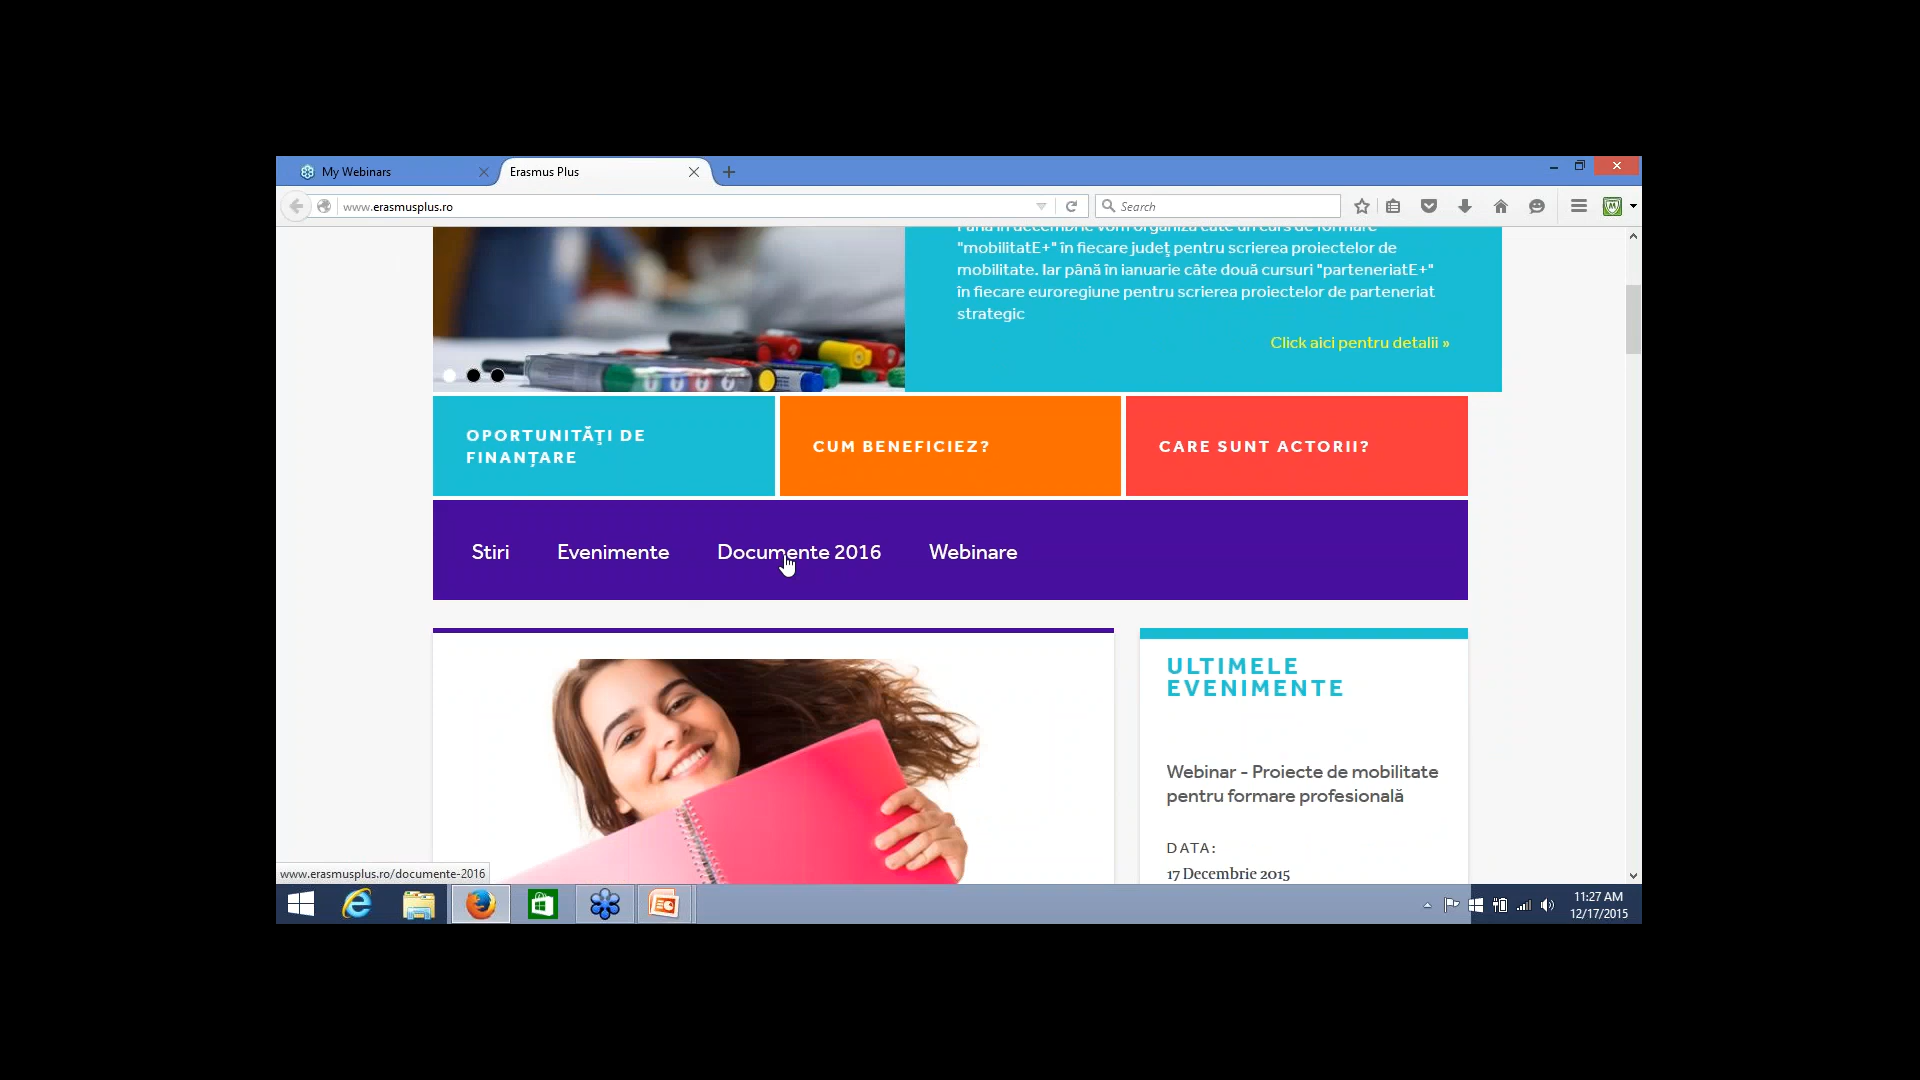 My Webinars
Erasmus Plus
www.erasmusplus.ro
Search
Până în decembrie vom organiza câte un curs de formare
"mobilitatE+" în fiecare județ pentru scrierea proiectelor de
mobilitate. Iar până în ianuarie câte două cursuri "parteneriatE+"
în fiecare euroregiune pentru scrierea proiectelor de parteneriat
strategic
Click aici pentru detalii »
OPORTUNITĂȚI DE
FINANȚARE
CUM BENEFICIEZ?
CARE SUNT ACTORII?
Stiri
Evenimente
Documente 2016
Webinare
ULTIMELE
EVENIMENTE
Webinar - Proiecte de mobilitate
pentru formare profesională
DATA:
17 Decembrie 2015
www.erasmusplus.ro/documente-2016
11:27 AM
12/17/2015